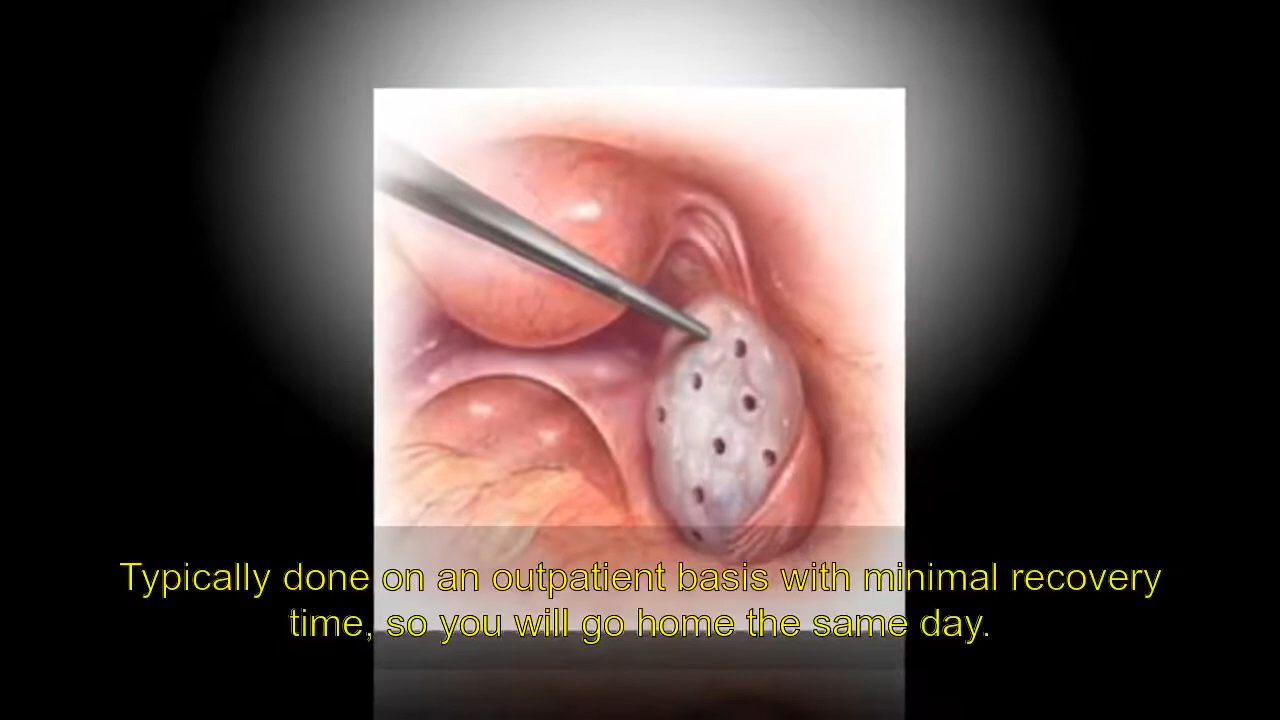 Typically done on an outpatient basis with minimal recovery
time, so you will go home the same day.